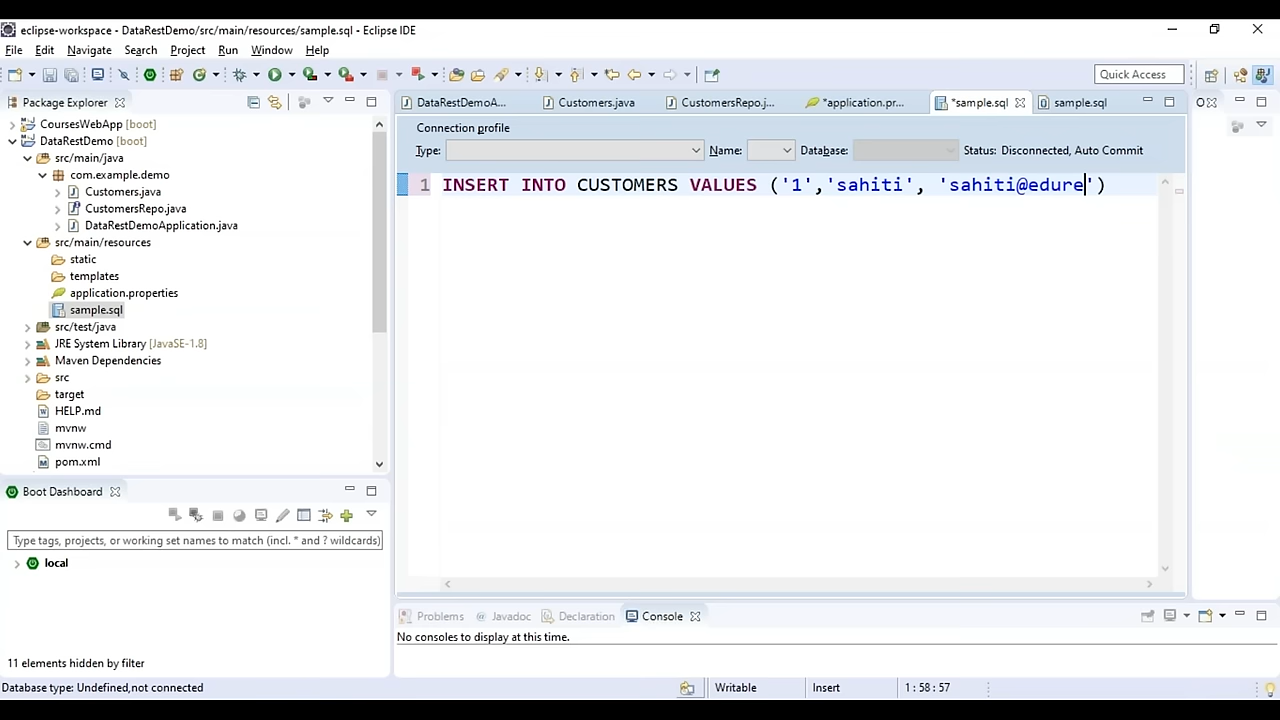 eclipse-workspace - DataRestDemo/src/main/resources/sample.sql - Eclipse IDE
File Edit Navigate Search Project Run Window Help
Quick Access
Package Explorer
DataRestDemoA... Customers.java CustomersRepo.j... *application.pr... *sample.sql sample.sql O
CoursesWebApp [boot]
DataRestDemo [boot]
src/main/java
com.example.demo
Customers.java
CustomersRepo.java
DataRestDemoApplication.java
src/main/resources
static
templates
application.properties
sample.sql
src/test/java
JRE System Library [JavaSE-1.8]
Maven Dependencies
src
target
HELP.md
mvnw
mvnw.cmd
pom.xml
Connection profile
Type: Name: Database: Status: Disconnected, Auto Commit
1 INSERT INTO CUSTOMERS VALUES ('1','sahiti', 'sahiti@edure')
Boot Dashboard
Type tags, projects, or working set names to match (incl. * and ? wildcards)
local
11 elements hidden by filter
Problems Javadoc Declaration Console
No consoles to display at this time.
Database type: Undefined,not connected Writable Insert 1 : 58 : 57